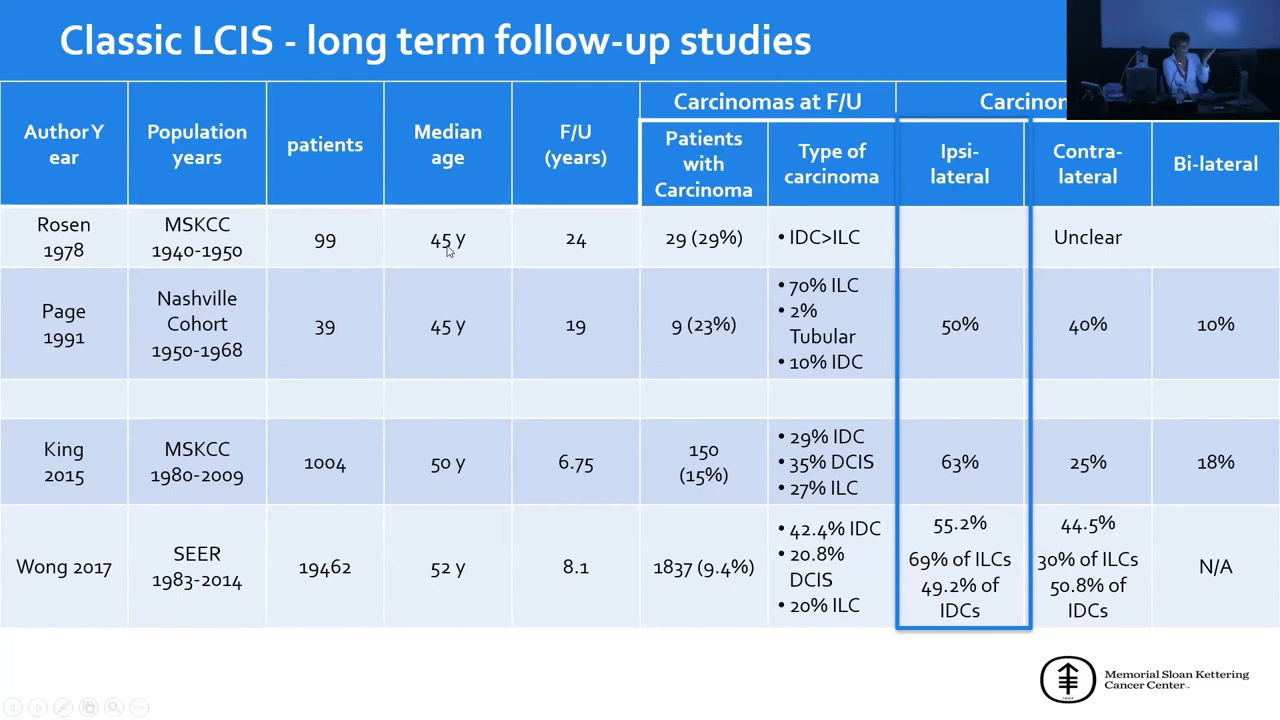 Classic LCIS - long term follow-up studies
Carcinomas at F/U
Author Y
ear
Population
years
patients
Median
age
F/U
(years)
Patients
with
Carcinoma
Type of
carcinoma
Ipsi-
lateral
Contra-
lateral
Bi-lateral
Rosen
1978
MSKCC
1940-1950
99
45 y
24
29 (29%)
• IDC>ILC
Unclear
Page
1991
Nashville
Cohort
1950-1968
39
45 y
19
9 (23%)
• 70% ILC
• 2%
Tubular
• 10% IDC
50%
40%
10%
King
2015
MSKCC
1980-2009
1004
50 y
6.75
150
(15%)
• 29% IDC
• 35% DCIS
• 27% ILC
63%
25%
18%
Wong 2017
SEER
1983-2014
19462
52 y
8.1
1837 (9.4%)
• 42.4% IDC
• 20.8%
DCIS
• 20% ILC
55.2%
69% of ILCs
49.2% of
IDCs
44.5%
30% of ILCs
50.8% of
IDCs
N/A
Memorial Sloan Kettering
Cancer Center